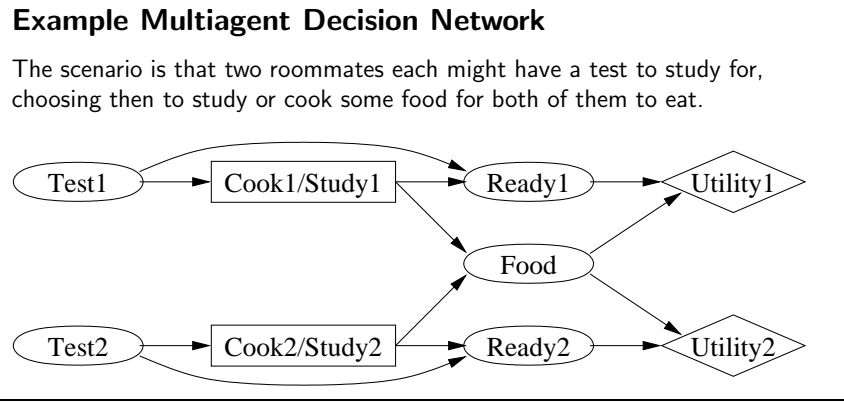 Example Multiagent Decision Network
The scenario is that two roommates each might have a test to study for,
choosing then to study or cook some food for both of them to eat.
Test1
Cook1/Study1
Ready1
Utility1
Food
Test2
Cook2/Study2
Ready2
Utility2